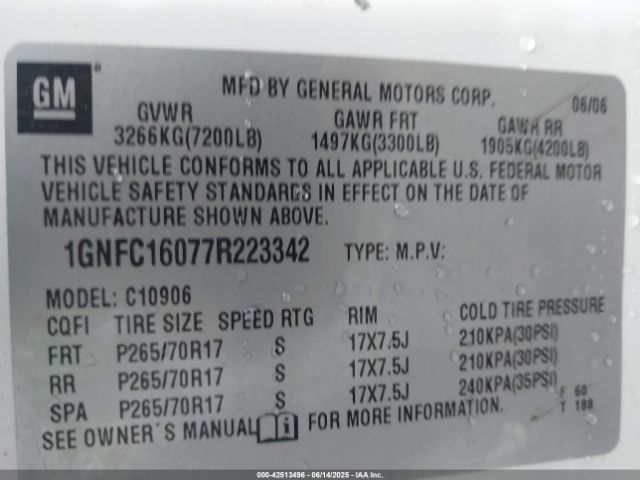 GM®
MFD BY GENERAL MOTORS CORP. 06/06
GVWR GAWR FRT GAWR RR
3266KG(7200LB) 1497KG(3300LB) 1905KG(4200LB)
THIS VEHICLE CONFORMS TO ALL APPLICABLE U.S. FEDERAL MOTOR
VEHICLE SAFETY STANDARDS IN EFFECT ON THE DATE OF
MANUFACTURE SHOWN ABOVE.
1GNFC16077R223342 TYPE: M.P.V:
MODEL: C10906
CQFI TIRE SIZE SPEED RTG RIM COLD TIRE PRESSURE
FRT P265/70R17 S 17X7.5J 210KPA(30PSI)
RR P265/70R17 S 17X7.5J 210KPA(30PSI)
SPA P265/70R17 S 17X7.5J 240KPA(35PSI)
F 60
T 188
SEE OWNER'S MANUAL i FOR MORE INFORMATION.
000-42513496 - 06/14/2025 - IAA Inc.